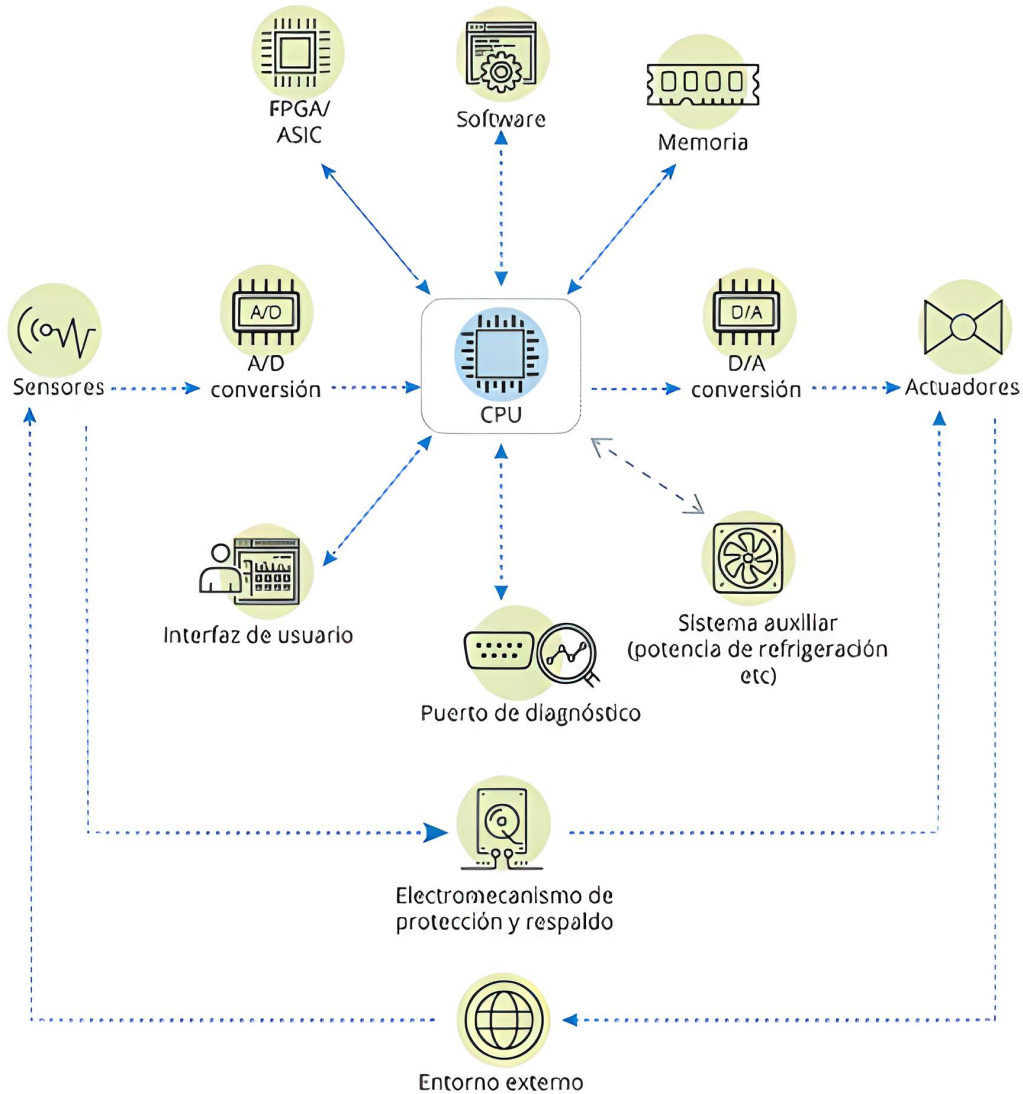 FPGA/
ASIC
Software
Memoria
A/D
D/A
Sensores
A/D
conversión
CPU
D/A
conversión
Actuadores
Interfaz de usuario
Sistema auxiliar
(potencia de refrigeración
etc)
Puerto de diagnóstico
Electromecanismo de
protección y respaldo
Entorno externo